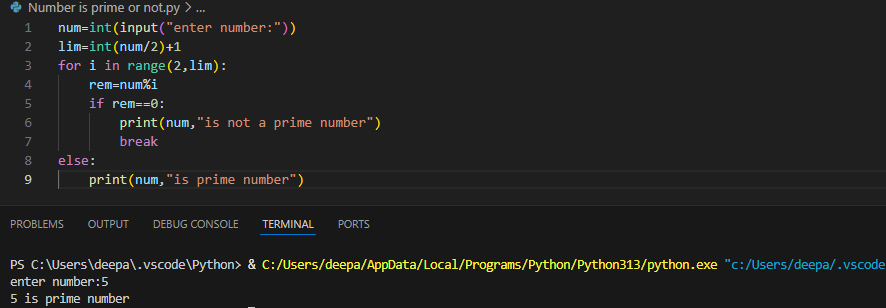 Number is prime or not.py > ...
1 num=int(input("enter number:"))
2 lim=int(num/2)+1
3 for i in range(2,lim):
4     rem=num%i
5     if rem==0:
6         print(num,"is not a prime number")
7         break
8 else:
9     print(num,"is prime number")
PROBLEMS OUTPUT DEBUG CONSOLE TERMINAL PORTS
PS C:\Users\deepa\.vscode\Python> & C:/Users/deepa/AppData/Local/Programs/Python/Python313/python.exe "c:/Users/deepa/.vscode
enter number:5
5 is prime number